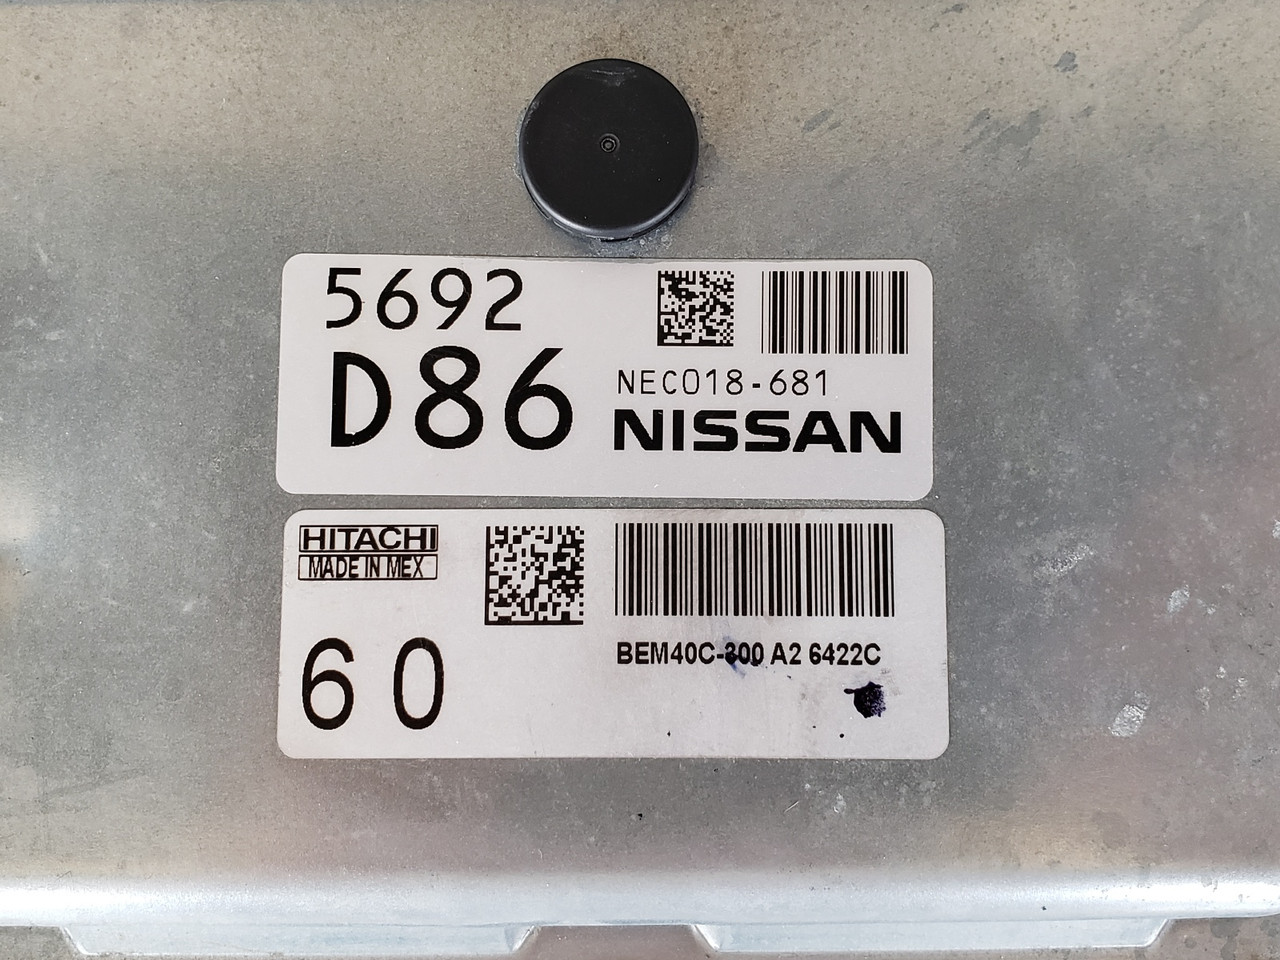 5692
D86
NEC018-681
NISSAN
HITACHI
MADE IN MEX
60
BEM40C-300 A2 6422C